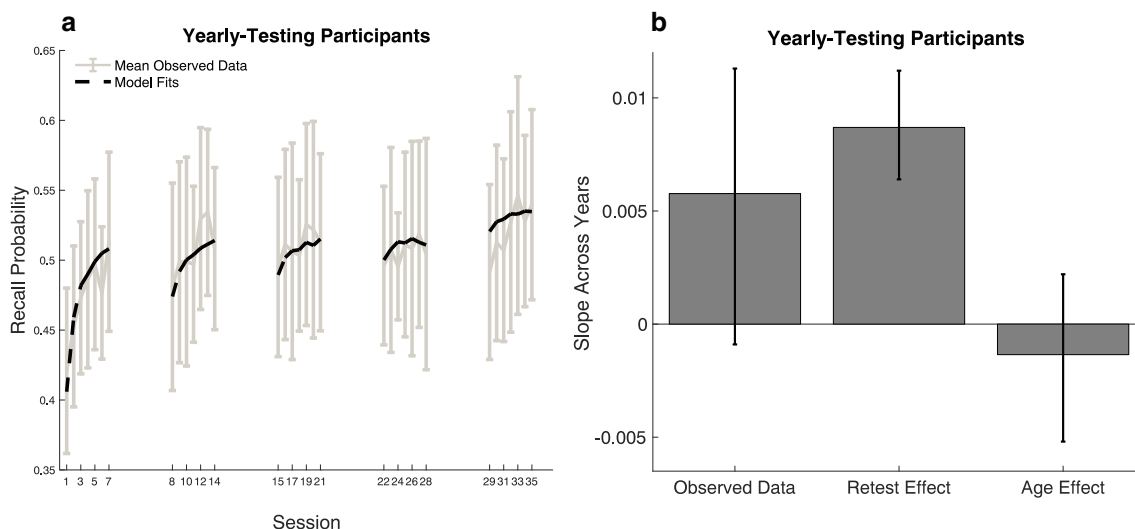 a
Yearly-Testing Participants
Mean Observed Data
Model Fits
Recall Probability
0.65
0.6
0.55
0.5
0.45
0.4
0.35
1 3 5 7 8 10 12 14 15 17 19 21 22 24 26 28 29 31 33 35
Session
b
Yearly-Testing Participants
Slope Across Years
0.01
0.005
0
-0.005
Observed Data Retest Effect Age Effect